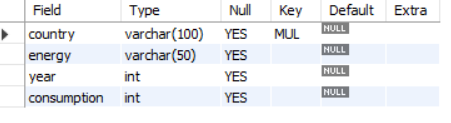 Field Type Null Key Default Extra
country varchar(100) YES MUL NULL
energy varchar(50) YES NULL
year int YES NULL
consumption int YES NULL